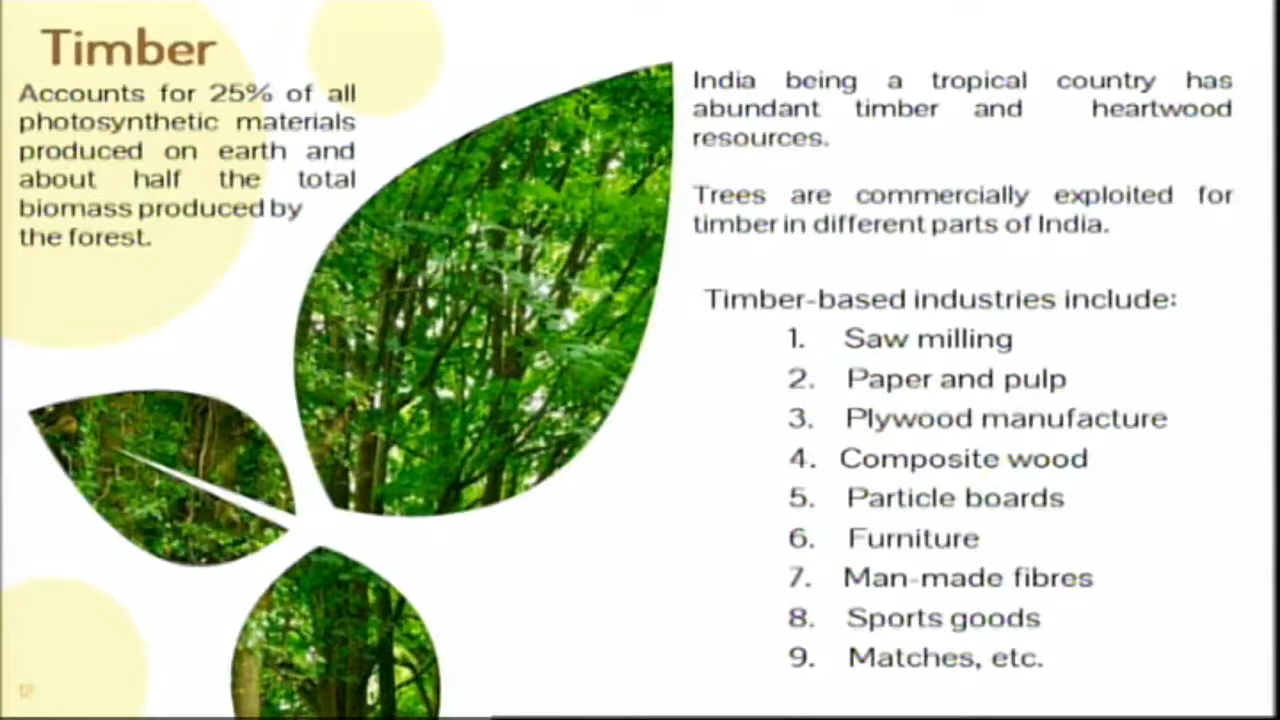 Timber
Accounts for 25% of all
photosynthetic materials
produced on earth and
about half the total
biomass produced by
the forest.
India being a tropical country has
abundant timber and heartwood
resources.
Trees are commercially exploited for
timber in different parts of India.
Timber-based industries include:
1. Saw milling
2. Paper and pulp
3. Plywood manufacture
4. Composite wood
5. Particle boards
6. Furniture
7. Man-made fibres
8. Sports goods
9. Matches, etc.
12